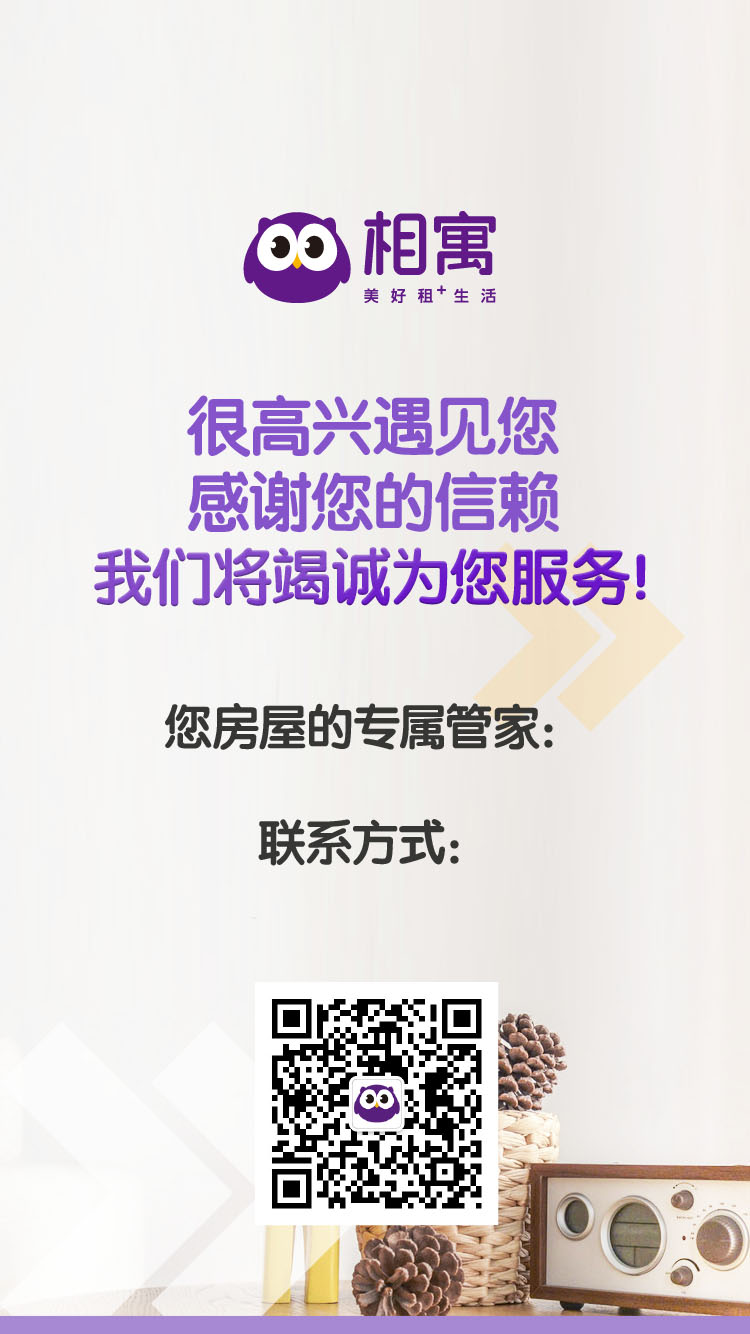 相寓
美好租+生活
很高兴遇见您
感谢您的信赖
我们将竭诚为您服务!
您房屋的专属管家:
联系方式: